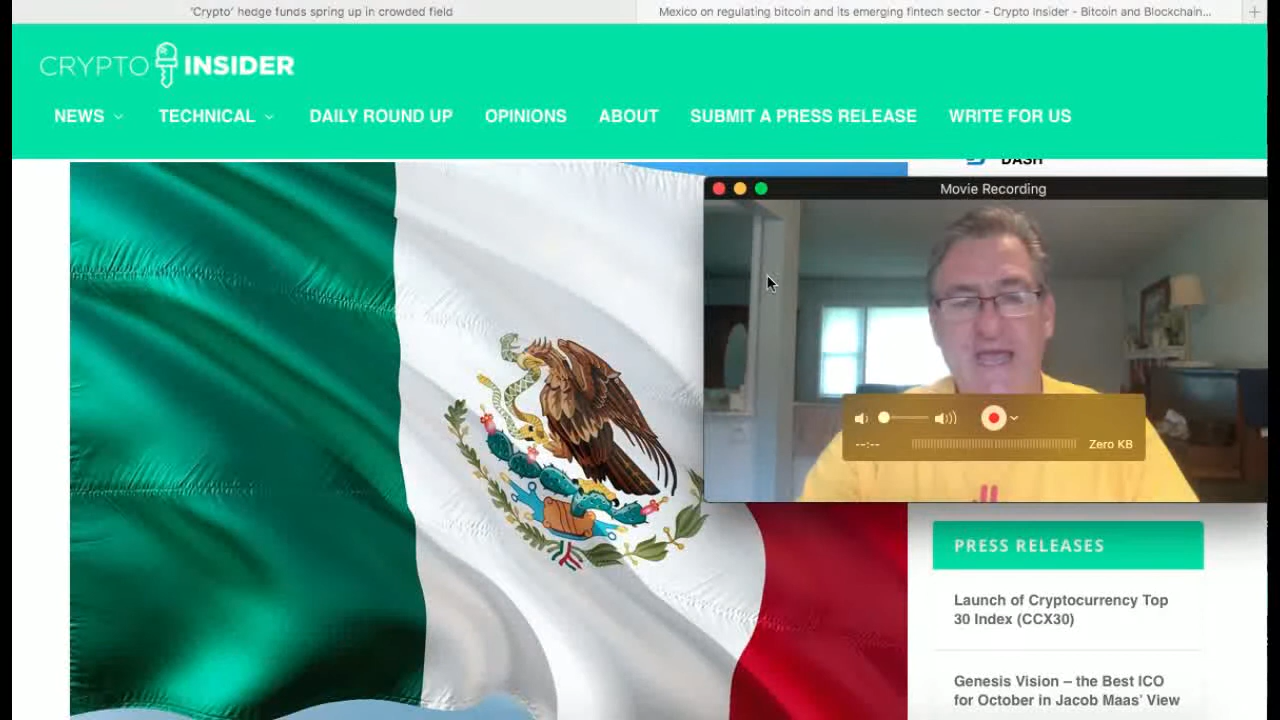 'Crypto' hedge funds spring up in crowded field
Mexico on regulating bitcoin and its emerging fintech sector - Crypto Insider - Bitcoin and Blockchain...
CRYPTO INSIDER
NEWS TECHNICAL DAILY ROUND UP OPINIONS ABOUT SUBMIT A PRESS RELEASE WRITE FOR US
DASH
Movie Recording
--:-- Zero KB
PRESS RELEASES
Launch of Cryptocurrency Top
30 Index (CCX30)
Genesis Vision – the Best ICO
for October in Jacob Maas' View